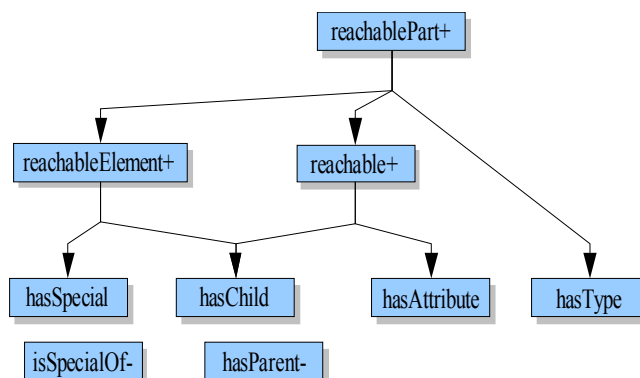 reachablePart+
reachableElement+
reachable+
hasSpecial
hasChild
hasAttribute
hasType
isSpecialOf-
hasParent-